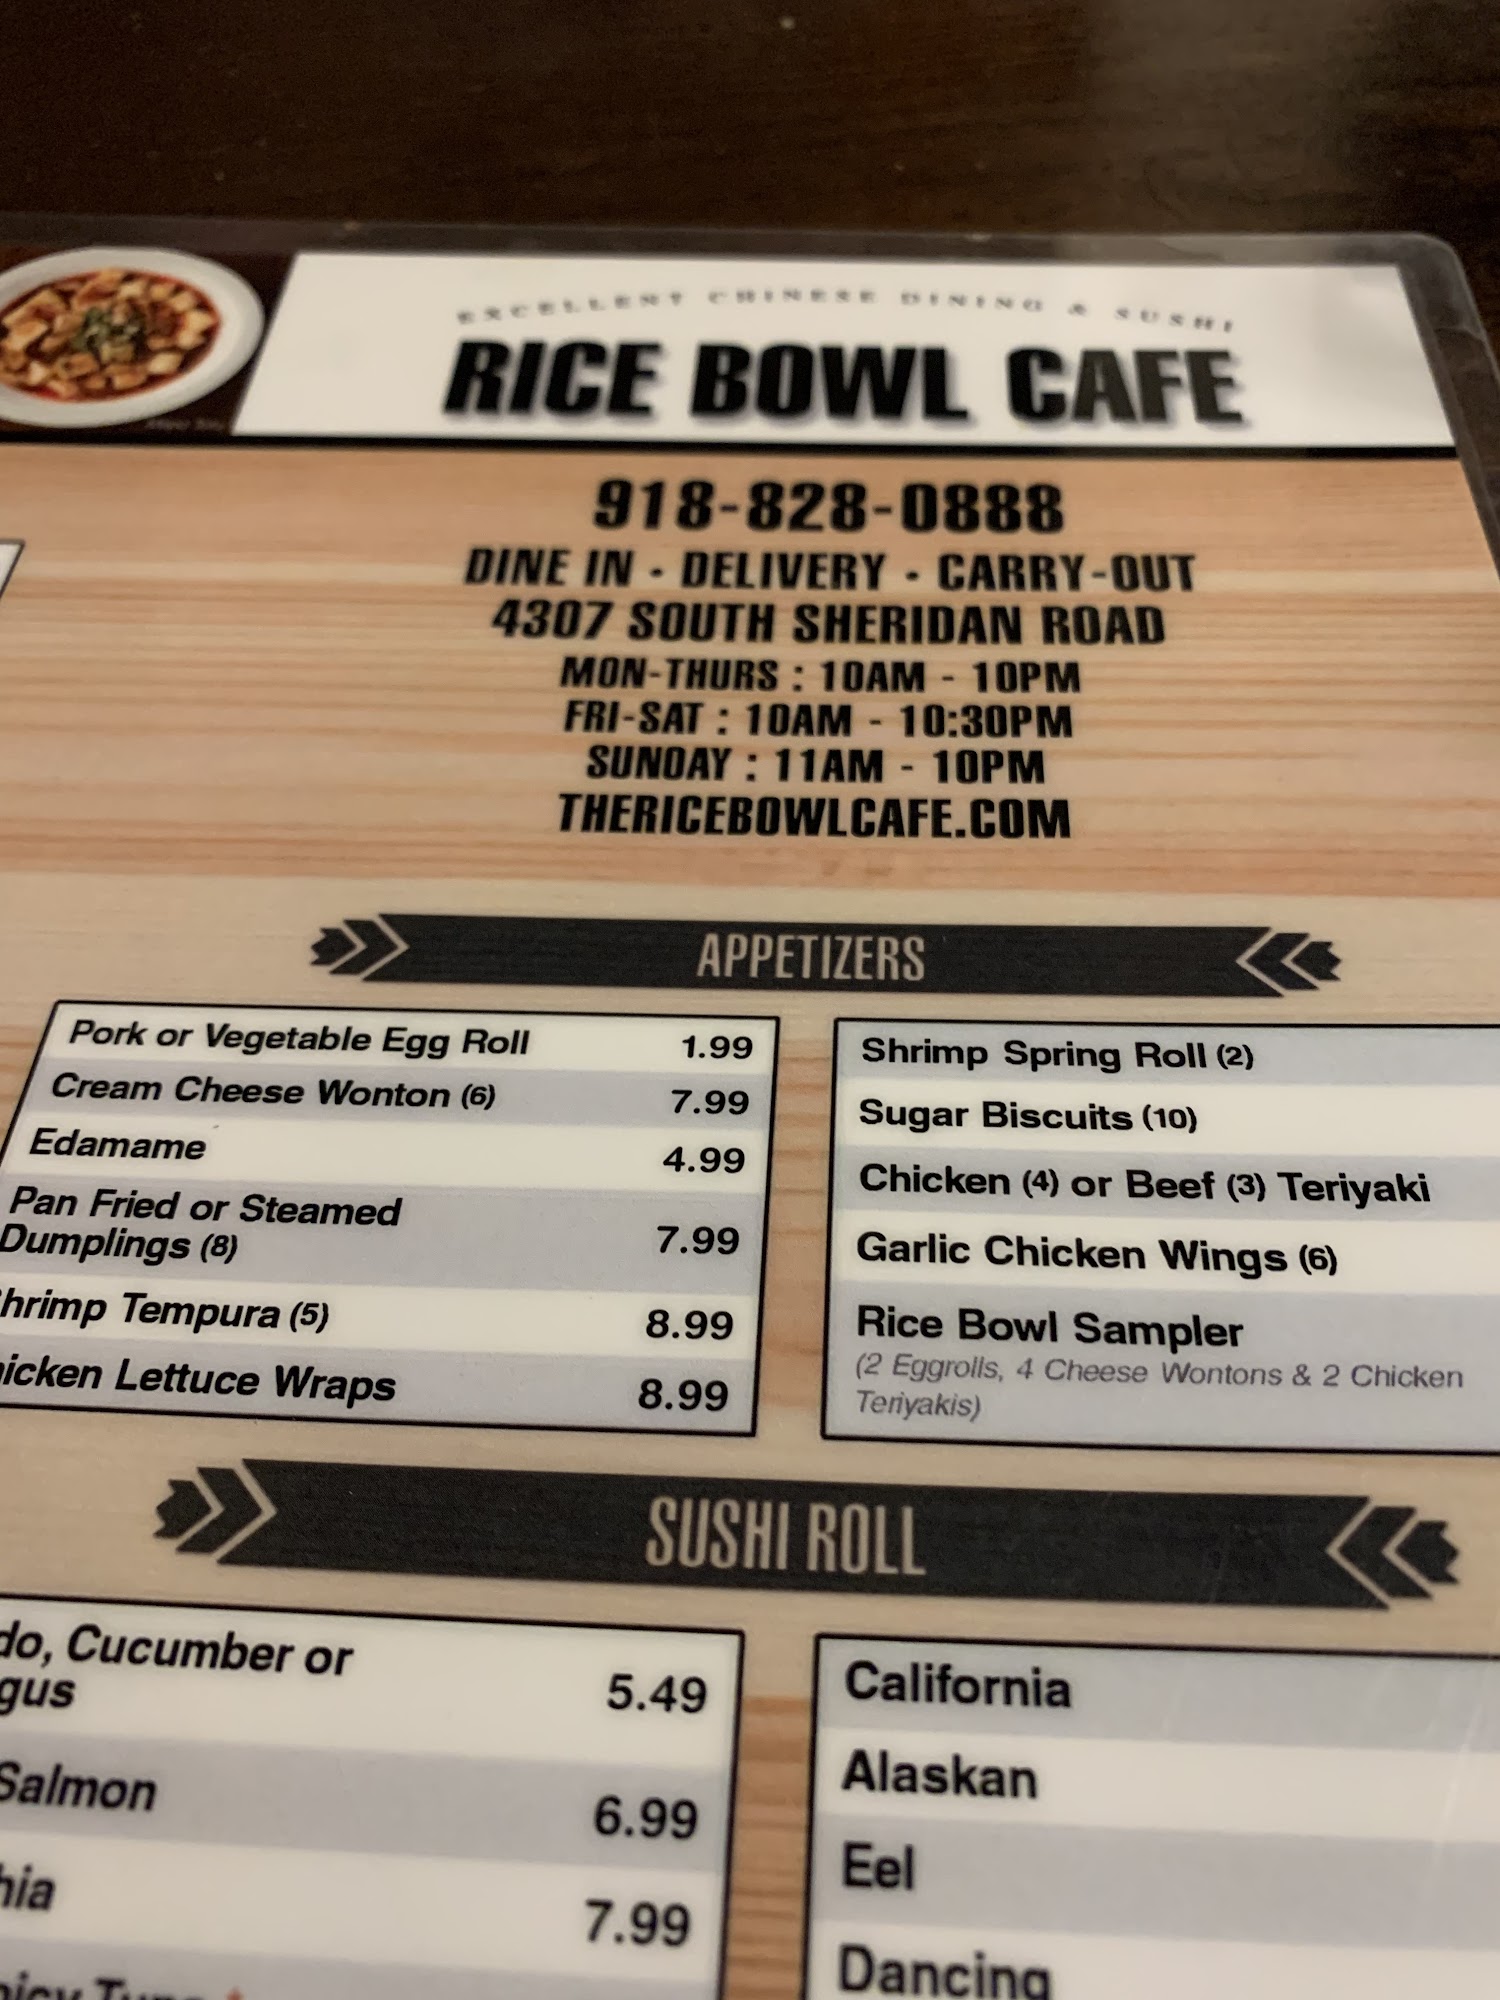 EXCELLENT CHINESE DINING & SUSHI
RICE BOWL CAFE
918-828-0888
DINE IN · DELIVERY · CARRY-OUT
4307 SOUTH SHERIDAN ROAD
MON-THURS : 10AM - 10PM
FRI-SAT : 10AM - 10:30PM
SUNDAY : 11AM - 10PM
THERICEBOWLCAFE.COM
APPETIZERS
Pork or Vegetable Egg Roll 1.99
Cream Cheese Wonton (6) 7.99
Edamame 4.99
Pan Fried or Steamed
Dumplings (8) 7.99
hrimp Tempura (5) 8.99
icken Lettuce Wraps 8.99
Shrimp Spring Roll (2)
Sugar Biscuits (10)
Chicken (4) or Beef (3) Teriyaki
Garlic Chicken Wings (6)
Rice Bowl Sampler
(2 Eggrolls, 4 Cheese Wontons & 2 Chicken
Teriyakis)
SUSHI ROLL
do, Cucumber or
gus 5.49
Salmon 6.99
hia 7.99
icy Tuna
California
Alaskan
Eel
Dancing